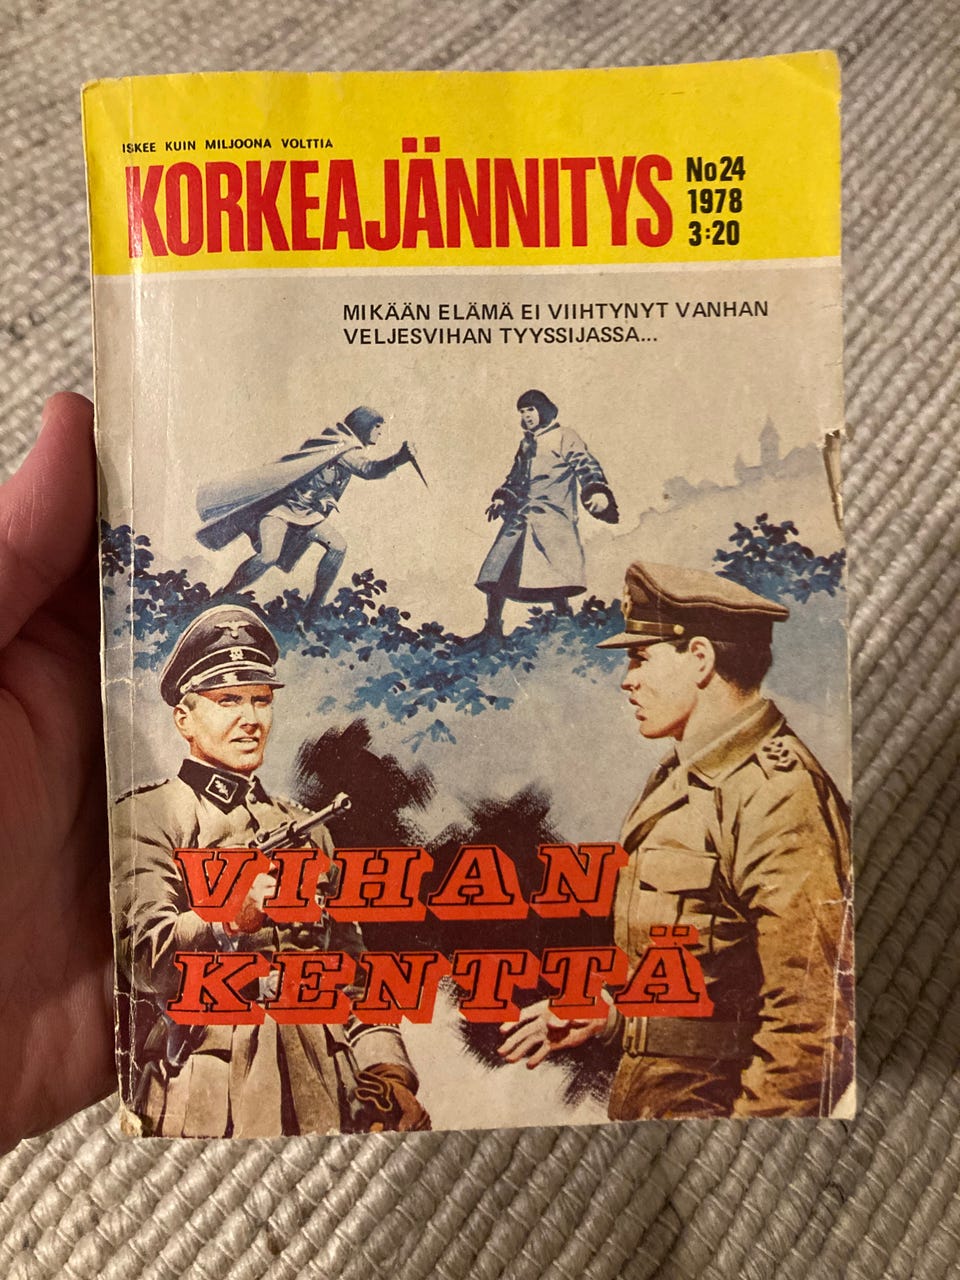 ISKEE KUIN MILJOONA VOLTTIA
KORKEAJÄNNITYS
No 24
1978
3:20
MIKÄÄN ELÄMÄ EI VIIHTYNYT VANHAN
VELJESVIHAN TYYSSIJASSA...
VIHAN
KENTTÄ